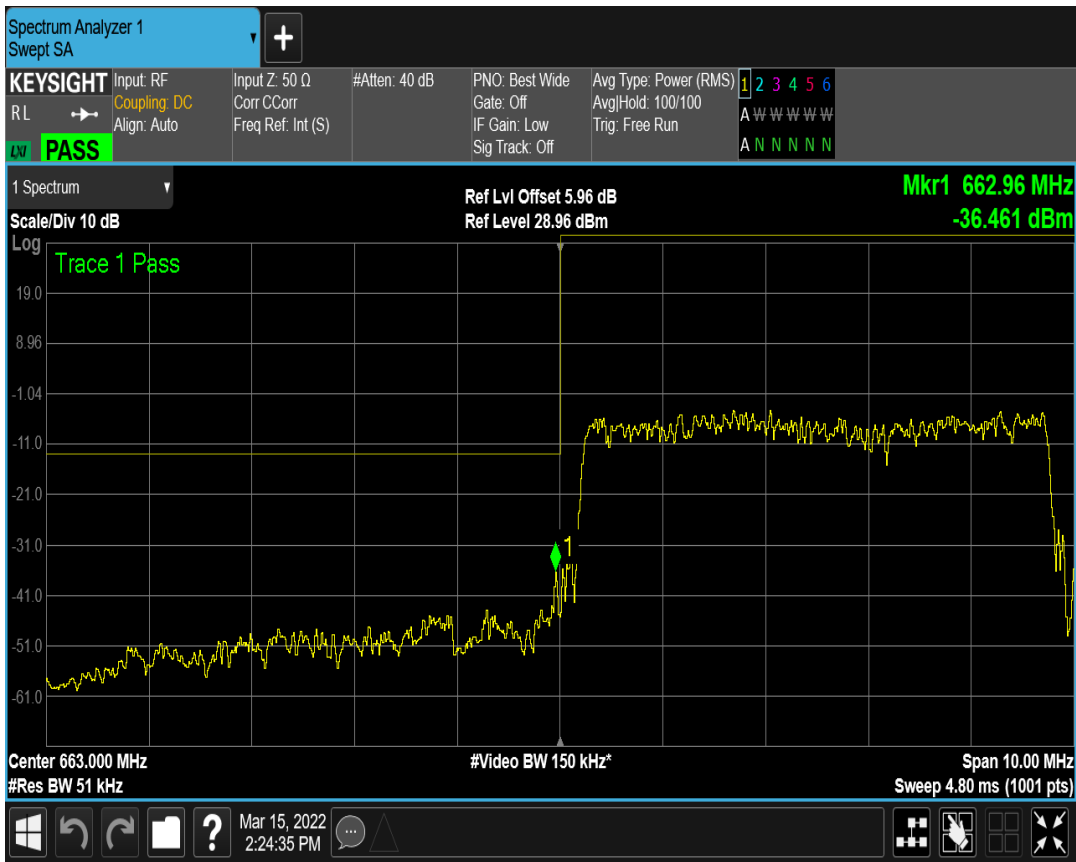 Spectrum Analyzer 1
Swept SA
+
KEYSIGHT
R L
LXI
PASS
Input: RF
Coupling: DC
Align: Auto
Input Z: 50 Ω
Corr CCorr
Freq Ref: Int (S)
#Atten: 40 dB
PNO: Best Wide
Gate: Off
IF Gain: Low
Sig Track: Off
Avg Type: Power (RMS)
Avg|Hold: 100/100
Trig: Free Run
1 2 3 4 5 6
A W W W W W
A N N N N N
1 Spectrum
Ref Lvl Offset 5.96 dB
Mkr1 662.96 MHz
Scale/Div 10 dB
Ref Level 28.96 dBm
-36.461 dBm
Log
Trace 1 Pass
19.0
8.96
-1.04
-11.0
-21.0
-31.0
1
-41.0
-51.0
-61.0
Center 663.000 MHz
#Video BW 150 kHz*
Span 10.00 MHz
#Res BW 51 kHz
Sweep 4.80 ms (1001 pts)
?
Mar 15, 2022
2:24:35 PM